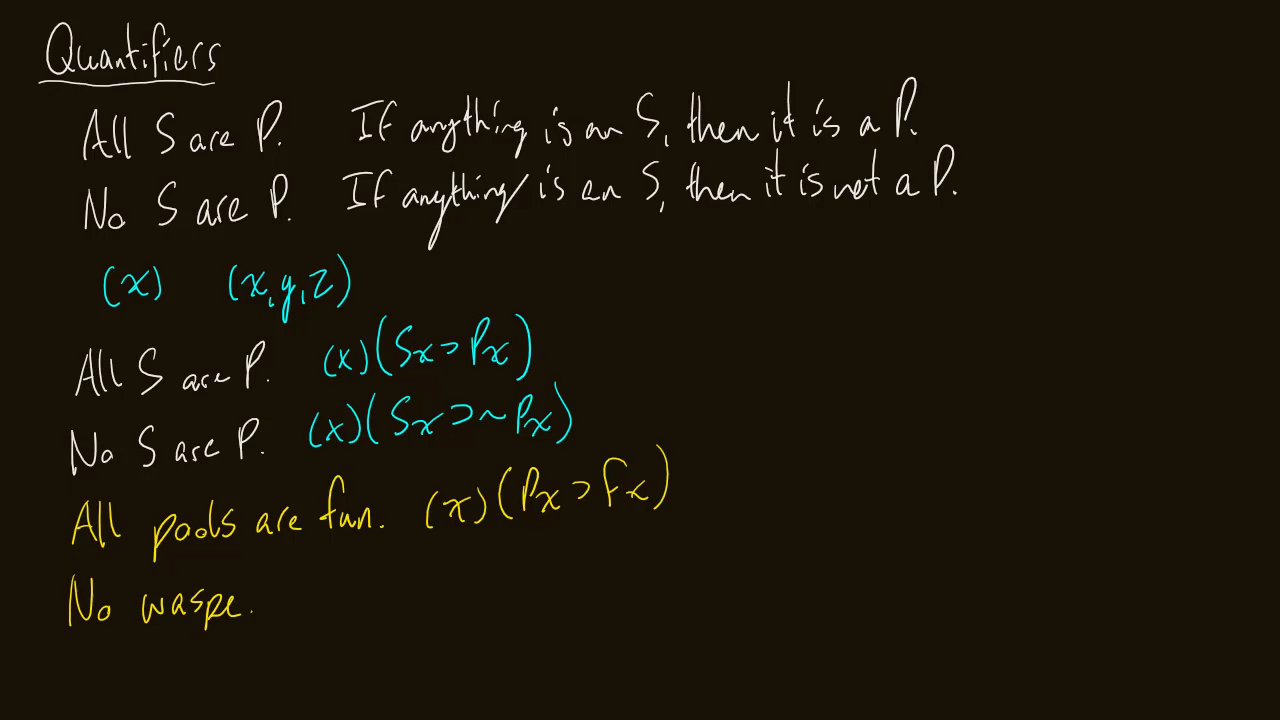 Quantifiers
All S are P. If anything is an S, then it is a P.
No S are P. If anything is an S, then it is not a P.
(x) (x,y,z)
All S are P. (x)(Sx⊃Px)
No S are P. (x)(Sx⊃~Px)
All pools are fun. (x)(Px⊃Fx)
No